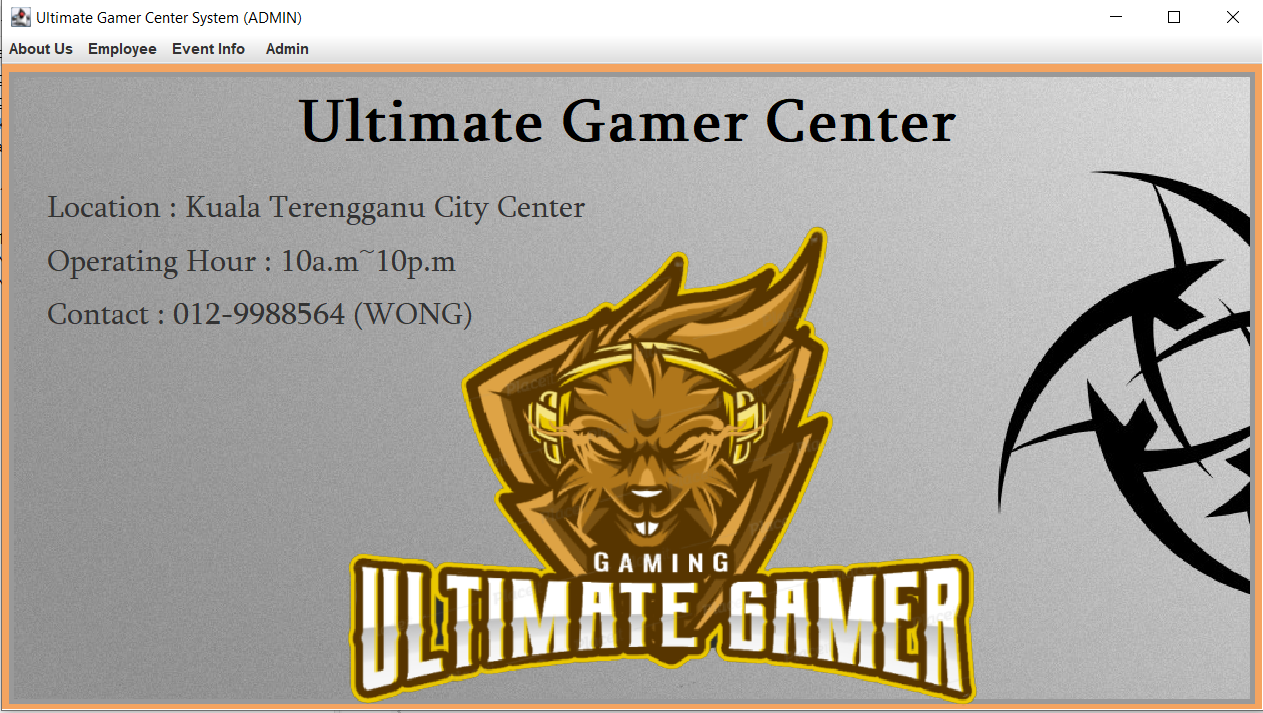 Ultimate Gamer Center System (ADMIN)
About Us Employee Event Info Admin
Ultimate Gamer Center
Location : Kuala Terengganu City Center
Operating Hour : 10a.m~10p.m
Contact : 012-9988564 (WONG)
GAMING
ULTIMATE GAMER